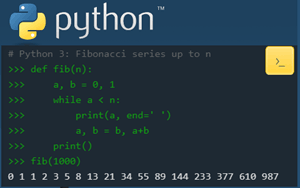 python™
# Python 3: Fibonacci series up to n
>>> def fib(n):
>>>     a, b = 0, 1
>>>     while a < n:
>>>         print(a, end=' ')
>>>         a, b = b, a+b
>>>     print()
>>> fib(1000)
0 1 1 2 3 5 8 13 21 34 55 89 144 233 377 610 987
>_